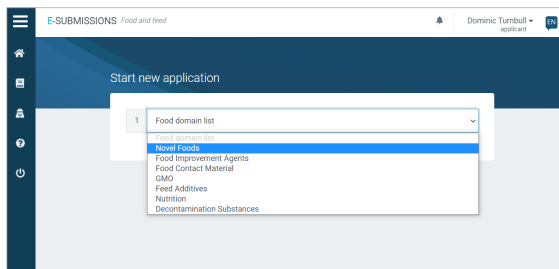 E-SUBMISSIONS Food and feed
Dominic Turnbull
EN
applicant
Start new application
1 Food domain list
Food domain list
Novel Foods
Food Improvement Agents
Food Contact Material
GMO
Feed Additives
Nutrition
Decontamination Substances